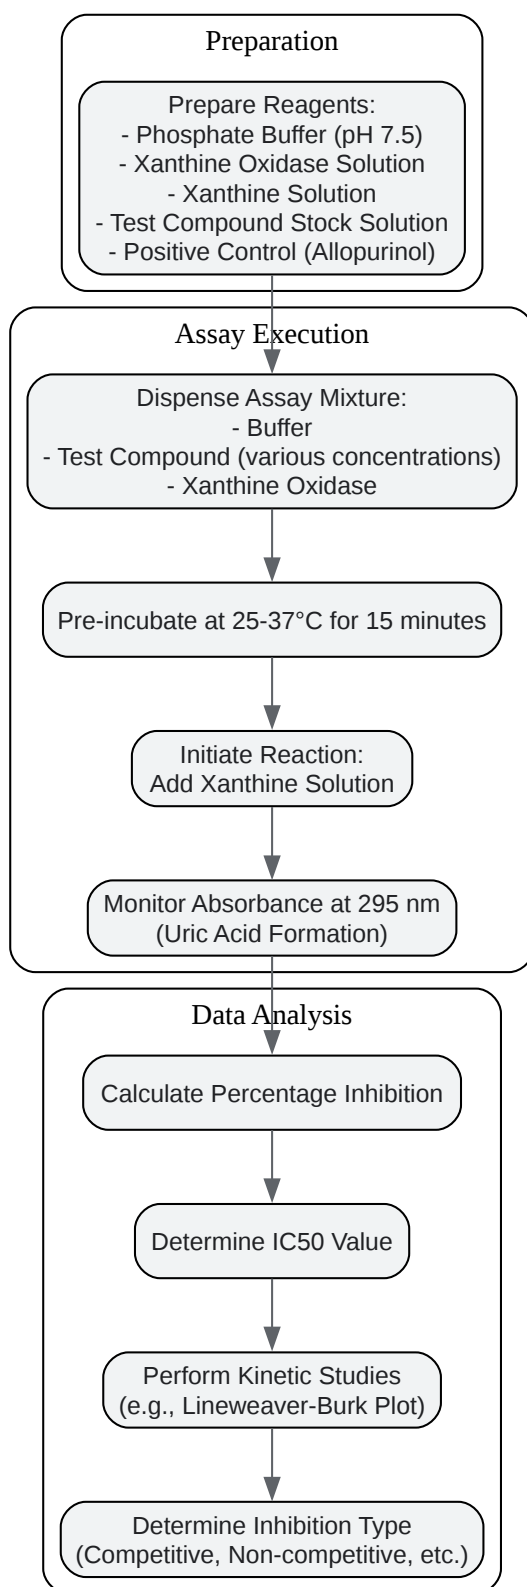 Preparation
Prepare Reagents:
- Phosphate Buffer (pH 7.5)
- Xanthine Oxidase Solution
- Xanthine Solution
- Test Compound Stock Solution
- Positive Control (Allopurinol)
Assay Execution
Dispense Assay Mixture:
- Buffer
- Test Compound (various concentrations)
- Xanthine Oxidase
Pre-incubate at 25-37°C for 15 minutes
Initiate Reaction:
Add Xanthine Solution
Monitor Absorbance at 295 nm
(Uric Acid Formation)
Data Analysis
Calculate Percentage Inhibition
Determine IC50 Value
Perform Kinetic Studies
(e.g., Lineweaver-Burk Plot)
Determine Inhibition Type
(Competitive, Non-competitive, etc.)